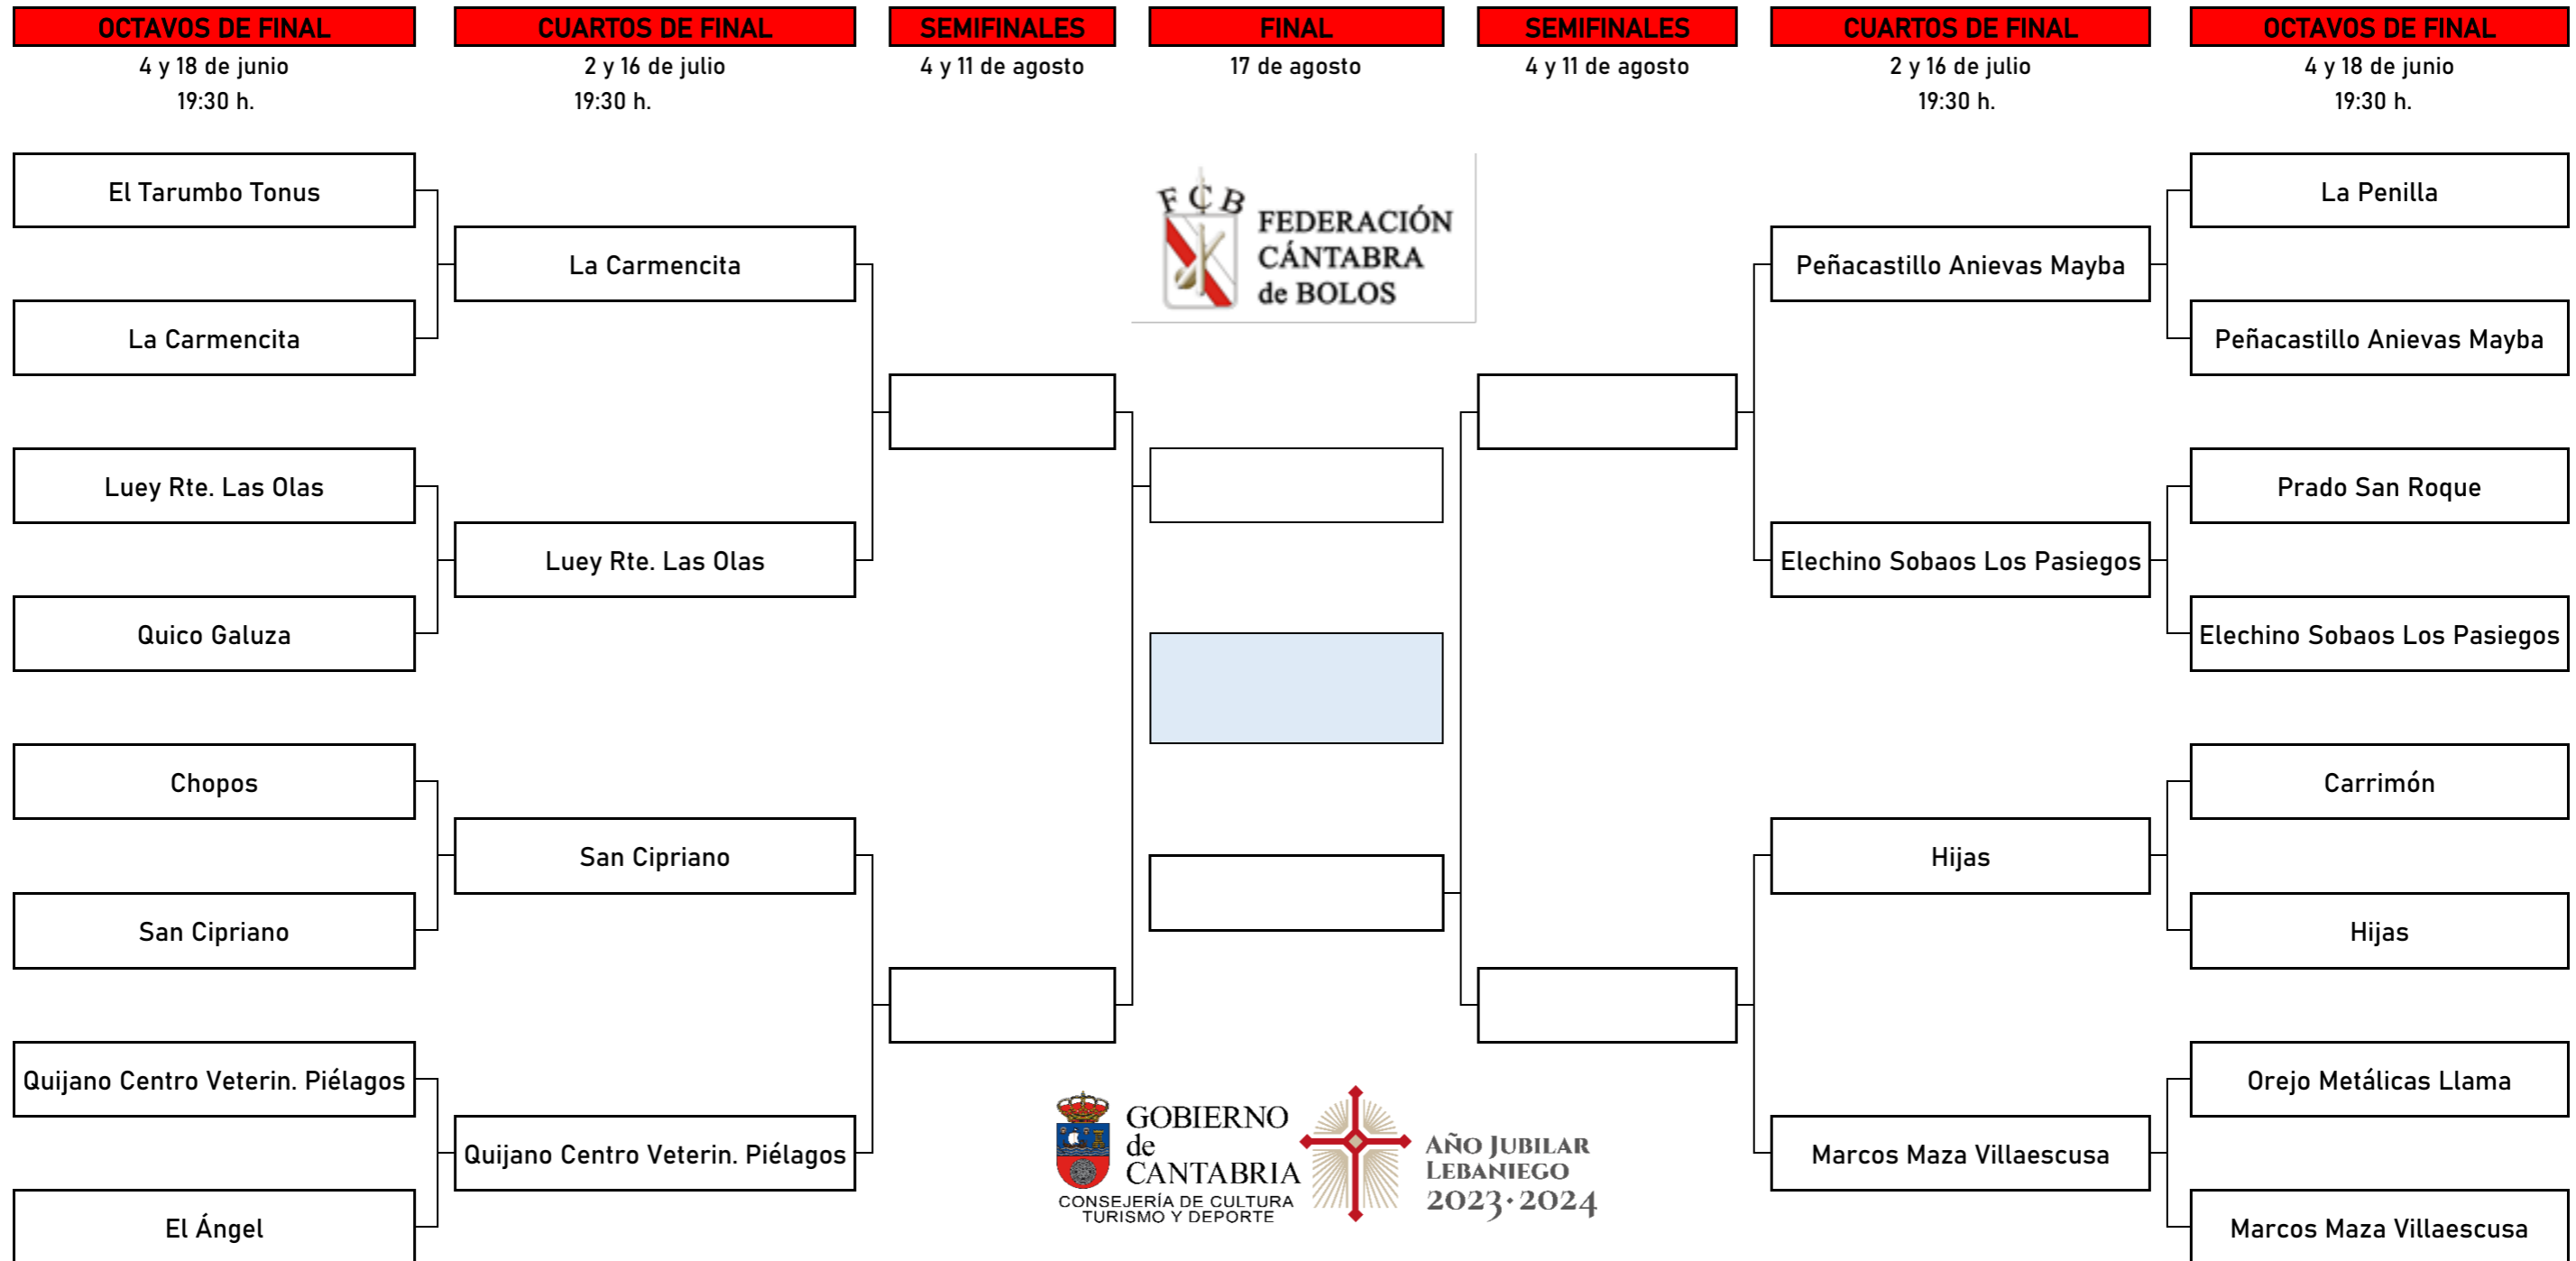 OCTAVOS DE FINAL
CUARTOS DE FINAL
SEMIFINALES
FINAL
SEMIFINALES
CUARTOS DE FINAL
OCTAVOS DE FINAL
4 y 18 de junio
2 y 16 de julio
4 y 11 de agosto
17 de agosto
4 y 11 de agosto
2 y 16 de julio
4 y 18 de junio
19:30 h.
19:30 h.
19:30 h.
19:30 h.
El Tarumbo Tonus
La Carmencita
Luey Rte. Las Olas
Quico Galuza
Chopos
San Cipriano
Quijano Centro Veterin. Piélagos
El Ángel
La Carmencita
Luey Rte. Las Olas
San Cipriano
Quijano Centro Veterin. Piélagos
F C B
FEDERACIÓN
CÁNTABRA
de BOLOS
GOBIERNO
de
CANTABRIA
CONSEJERÍA DE CULTURA
TURISMO Y DEPORTE
AÑO JUBILAR
LEBANIEGO
2023·2024
Peñacastillo Anievas Mayba
Elechino Sobaos Los Pasiegos
Hijas
Marcos Maza Villaescusa
La Penilla
Peñacastillo Anievas Mayba
Prado San Roque
Elechino Sobaos Los Pasiegos
Carrimón
Hijas
Orejo Metálicas Llama
Marcos Maza Villaescusa